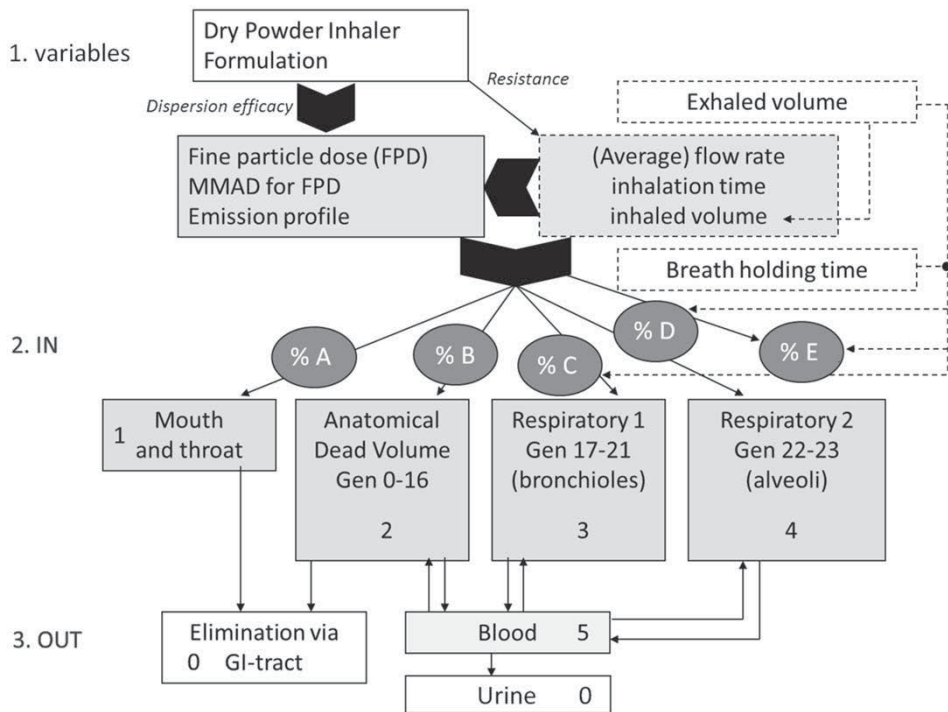 1. variables
Dry Powder Inhaler
Formulation
Dispersion efficacy
Resistance
Exhaled volume
Fine particle dose (FPD)
MMAD for FPD
Emission profile
(Average) flow rate
inhalation time
inhaled volume
Breath holding time
2. IN
% A
% B
% C
% D
% E
1 Mouth
and throat
Anatomical
Dead Volume
Gen 0-16
2
Respiratory 1
Gen 17-21
(bronchioles)
3
Respiratory 2
Gen 22-23
(alveoli)
4
3. OUT
Elimination via
0 GI-tract
Blood 5
Urine 0